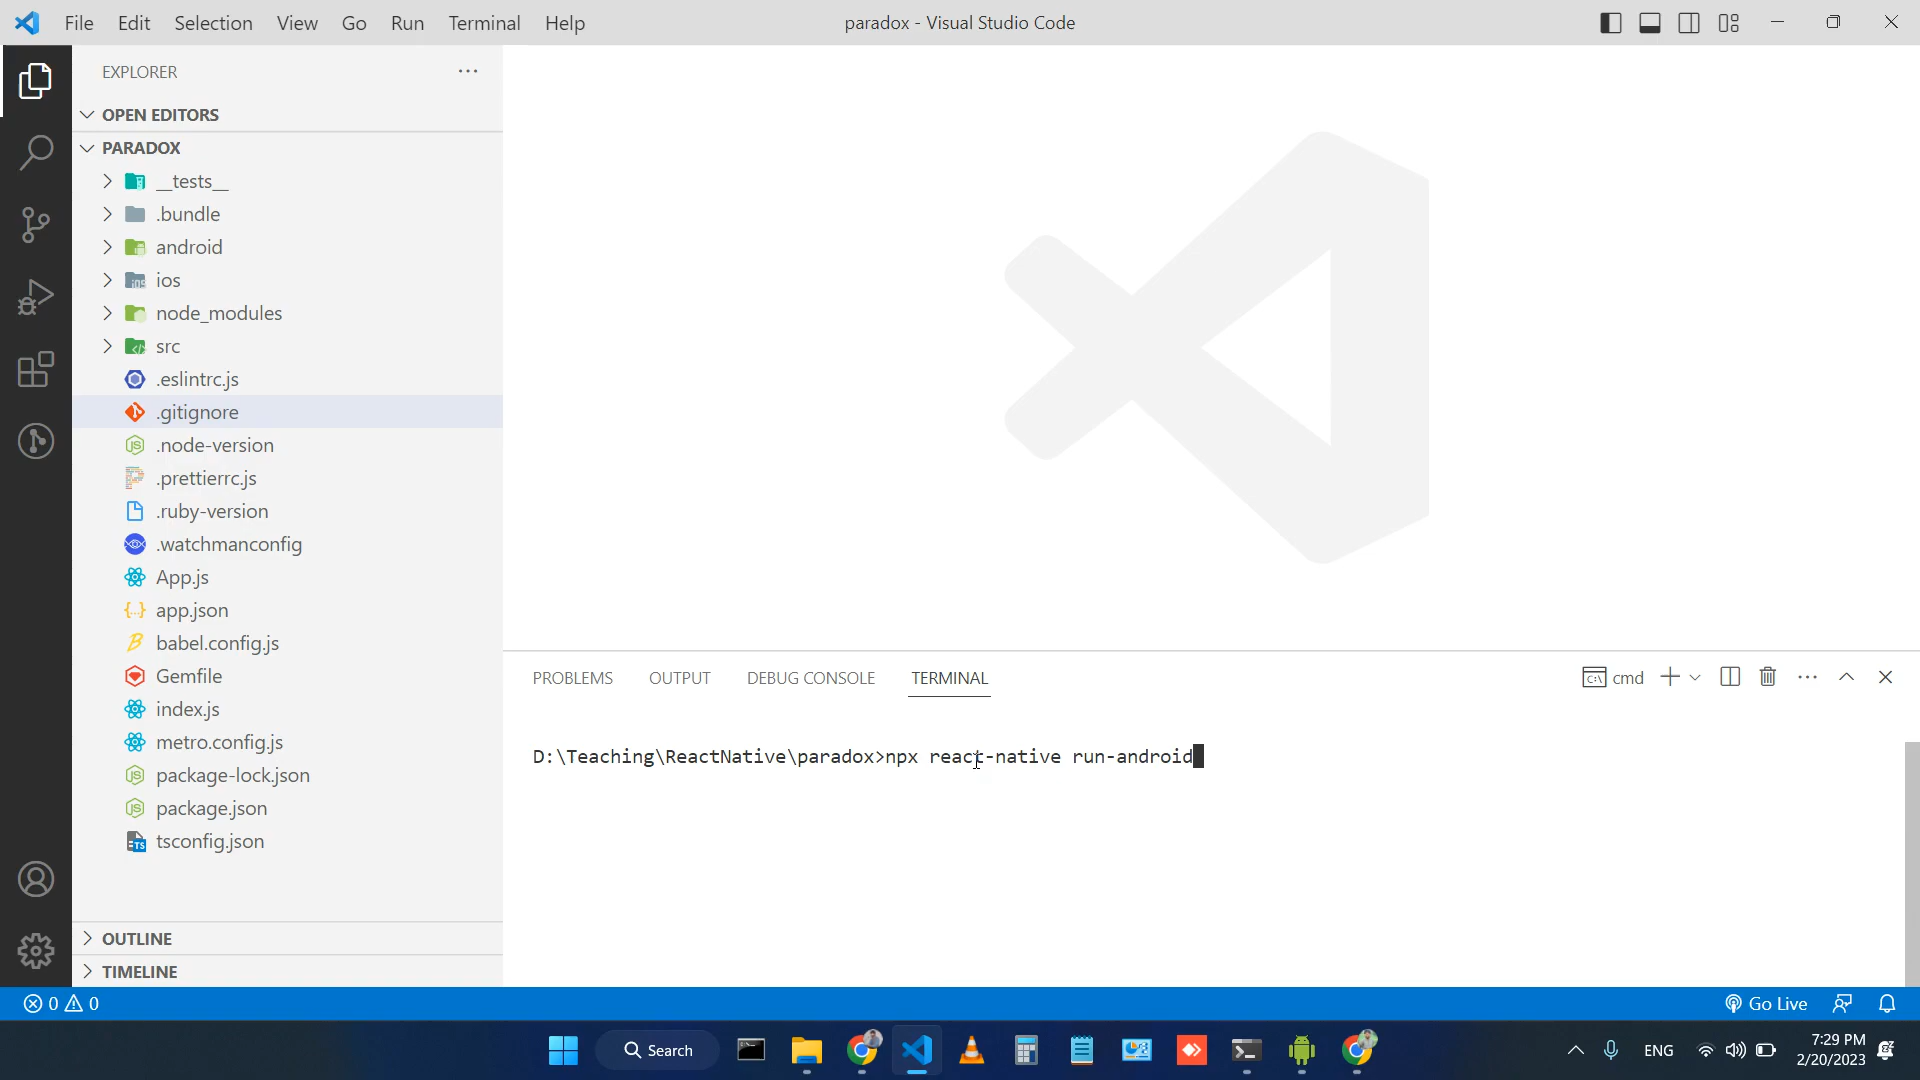 File Edit Selection View Go Run Terminal Help
paradox - Visual Studio Code
EXPLORER
OPEN EDITORS
PARADOX
__tests__
.bundle
android
ios
node_modules
src
.eslintrc.js
.gitignore
.node-version
.prettierrc.js
.ruby-version
.watchmanconfig
App.js
app.json
babel.config.js
Gemfile
index.js
metro.config.js
package-lock.json
package.json
tsconfig.json
OUTLINE
TIMELINE
PROBLEMS OUTPUT DEBUG CONSOLE TERMINAL
cmd
D:\Teaching\ReactNative\paradox>npx react-native run-android
0 0
Go Live
Search
ENG
7:29 PM
2/20/2023